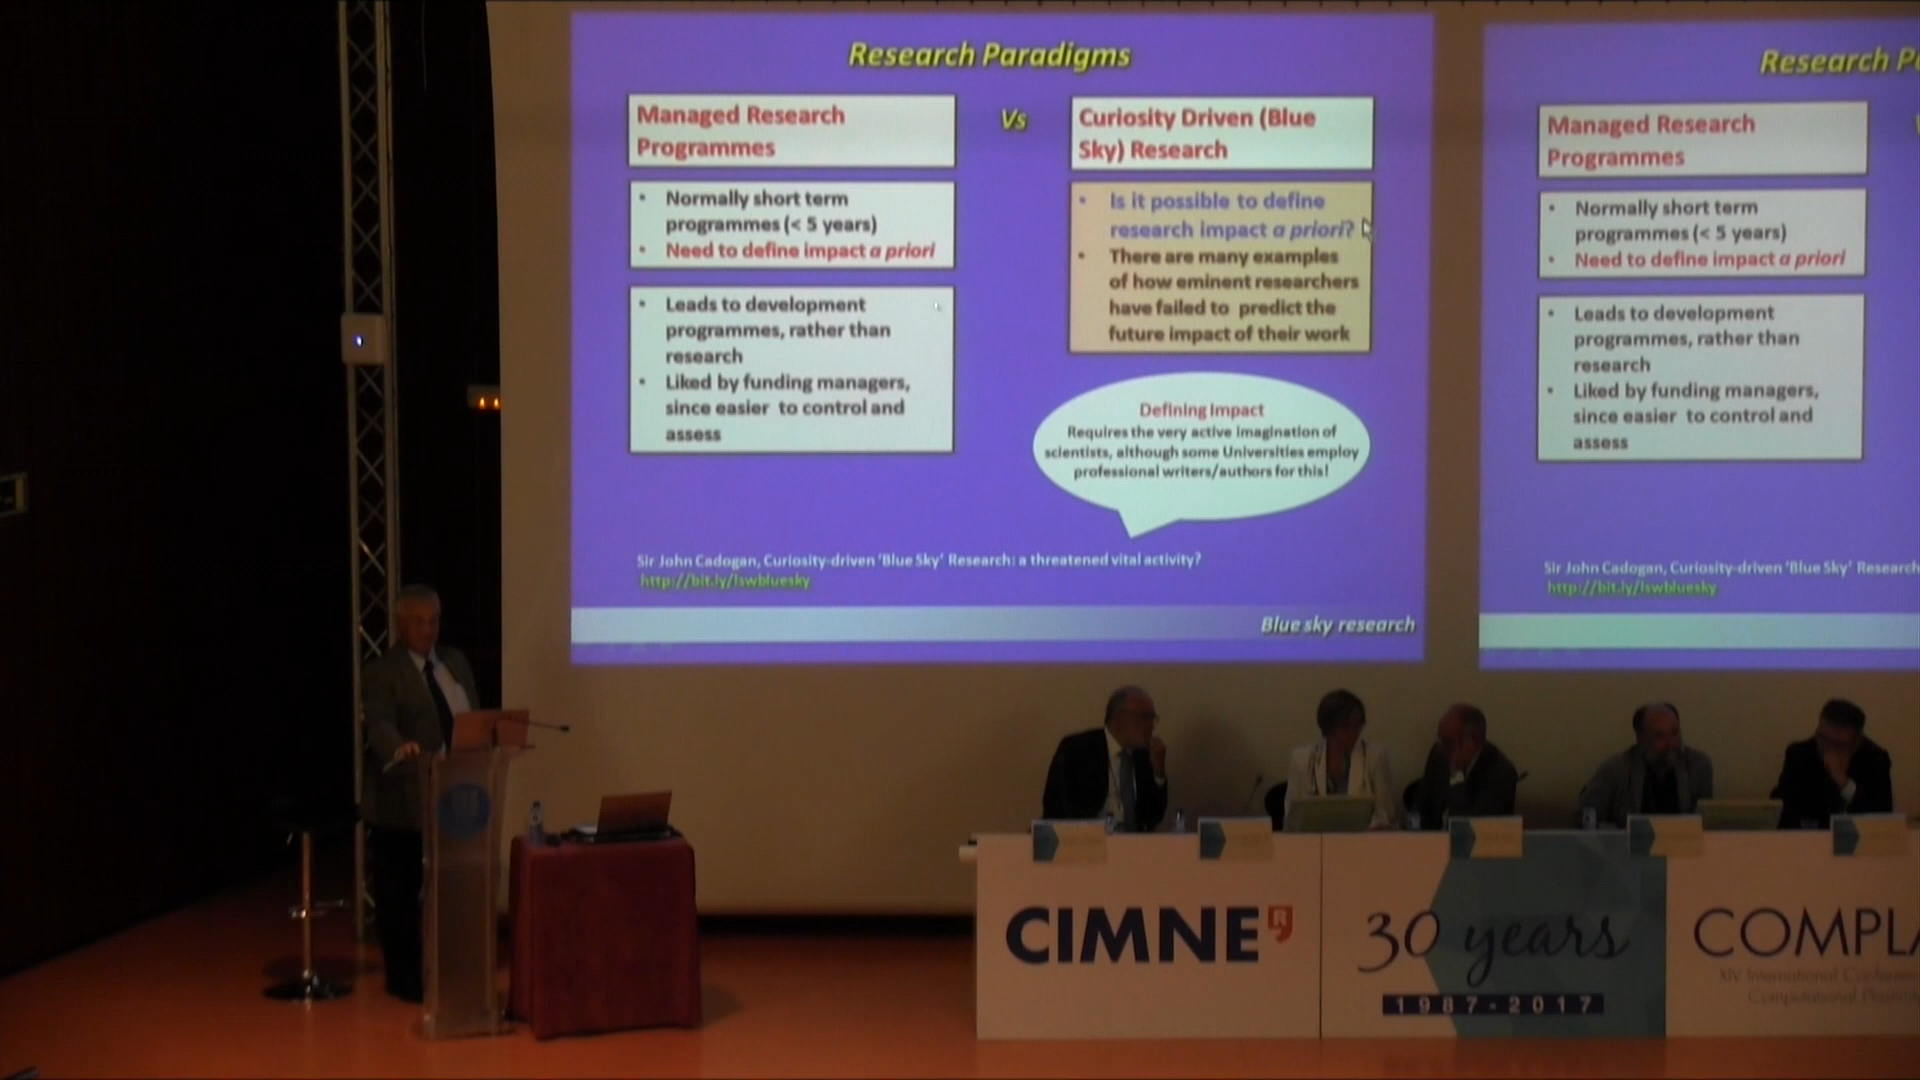 Research Paradigms
Managed Research
Programmes
Vs
Curiosity Driven (Blue
Sky) Research
• Normally short term
programmes (< 5 years)
• Need to define impact a priori
• Leads to development
programmes, rather than
research
• Liked by funding managers,
since easier to control and
assess
• Is it possible to define
research impact a priori?
• There are many examples
of how eminent researchers
have failed to predict the
future impact of their work
Defining Impact
Requires the very active imagination of
scientists, although some Universities employ
professional writers/authors for this!
Sir John Cadogan, Curiosity-driven 'Blue Sky' Research: a threatened vital activity?
http://bit.ly/lswbluesky
Blue sky research
Research P
Managed Research
Programmes
• Normally short term
programmes (< 5 years)
• Need to define impact a priori
• Leads to development
programmes, rather than
research
• Liked by funding managers,
since easier to control and
assess
Sir John Cadogan, Curiosity-driven 'Blue Sky' Research
http://bit.ly/lswbluesky
CIMNE R
30 years
1987-2017
COMPLA
XIV International Conference
Computational